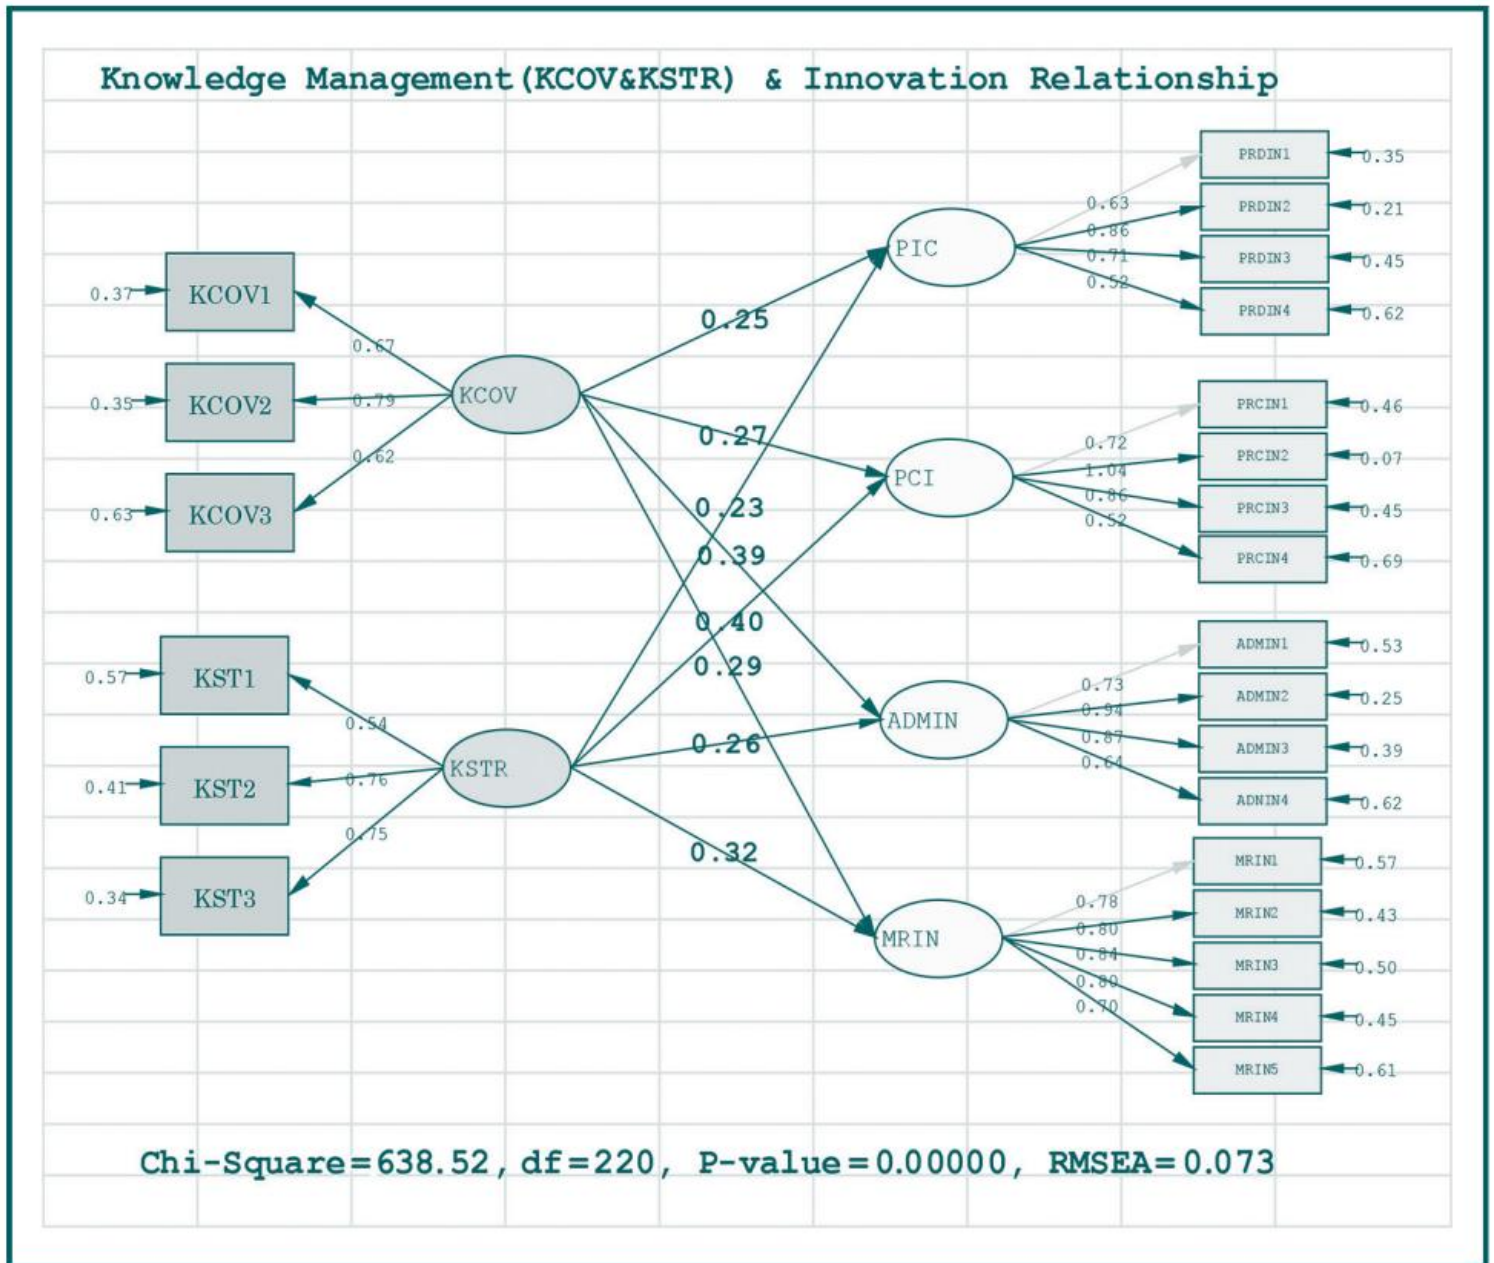 Knowledge Management(KCOV&KSTR) & Innovation Relationship
0.37
KCOV1
0.67
0.35
KCOV2
0.79
0.63
KCOV3
0.62
KCOV
0.57
KST1
0.54
0.41
KST2
0.76
0.34
KST3
0.75
KSTR
0.25
0.27
0.23
0.39
0.40
0.29
0.26
0.32
PIC
0.63
0.86
0.71
0.52
PRDIN1
0.35
PRDIN2
0.21
PRDIN3
0.45
PRDIN4
0.62
PCI
0.72
1.04
0.86
0.52
PRCIN1
0.46
PRCIN2
0.07
PRCIN3
0.45
PRCIN4
0.69
ADMIN
0.73
0.94
0.87
0.64
ADMIN1
0.53
ADMIN2
0.25
ADMIN3
0.39
ADNIN4
0.62
MRIN
0.78
0.80
0.84
0.80
0.70
MRIN1
0.57
MRIN2
0.43
MRIN3
0.50
MRIN4
0.45
MRIN5
0.61
Chi-Square=638.52, df=220, P-value=0.00000, RMSEA=0.073